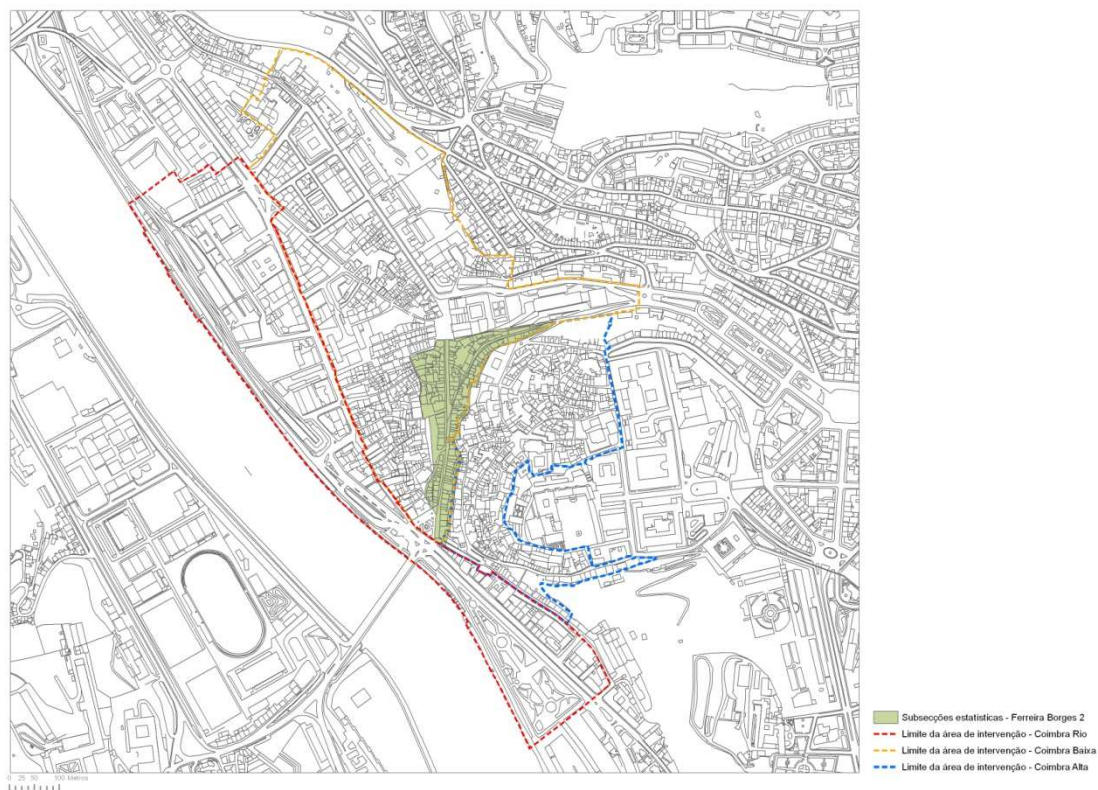 Subsecções estatísticas - Ferreira Borges 2
Limite da área de intervenção - Coimbra Rio
Limite da área de intervenção - Coimbra Baixa
Limite da área de intervenção - Coimbra Alta
0 25 50 100 Metros